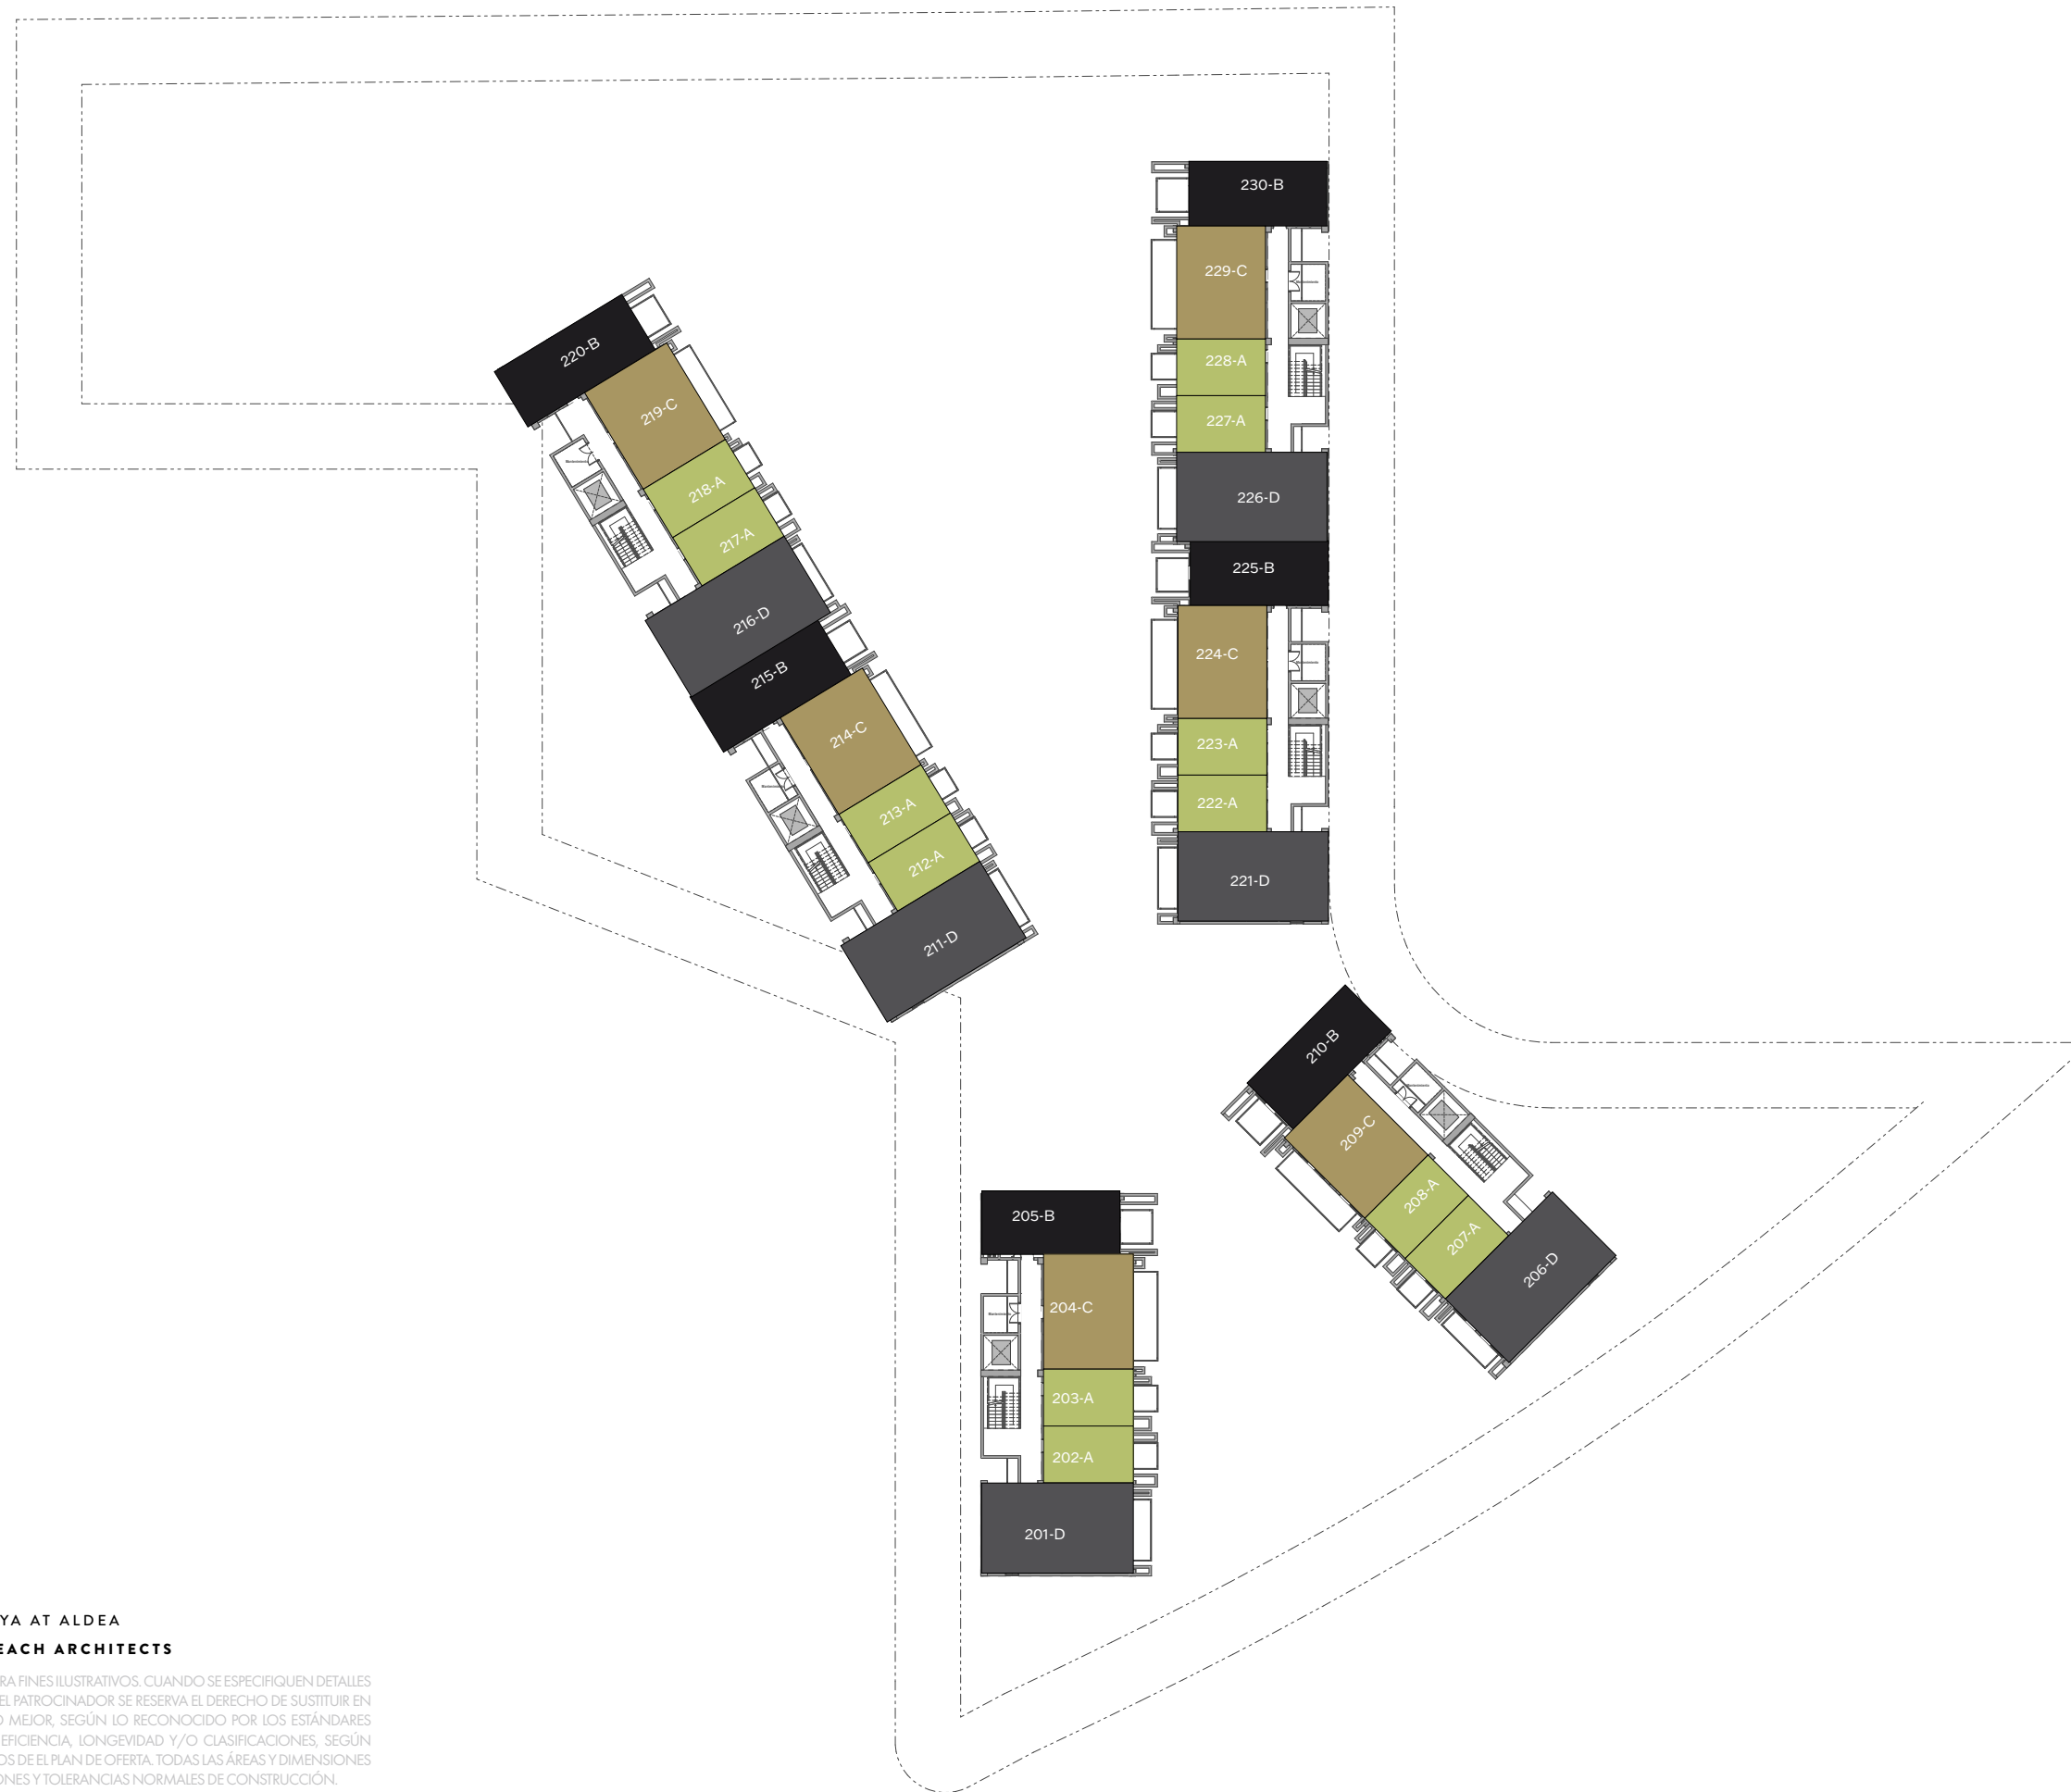 230-B
229-C
228-A
227-A
226-D
225-B
224-C
223-A
222-A
221-D
220-B
219-C
218-A
217-A
216-D
215-B
214-C
213-A
212-A
211-D
210-B
209-C
208-A
207-A
206-D
205-B
204-C
203-A
202-A
201-D
YA AT ALDEA
EACH ARCHITECTS
RA FINES ILUSTRATIVOS. CUANDO SE ESPECIFIQUEN DETALLES
EL PATROCINADOR SE RESERVA EL DERECHO DE SUSTITUIR EN
O MEJOR, SEGÚN LO RECONOCIDO POR LOS ESTÁNDARES
EFICIENCIA, LONGEVIDAD Y/O CLASIFICACIONES, SEGÚN
OS DE EL PLAN DE OFERTA. TODAS LAS ÁREAS Y DIMENSIONES
ONES Y TOLERANCIAS NORMALES DE CONSTRUCCIÓN.